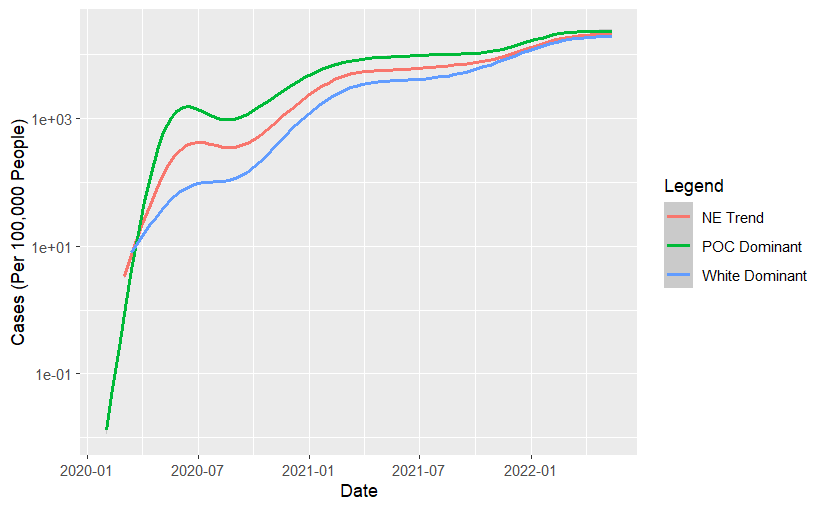 Cases (Per 100,000 People)
1e+03
1e+01
1e-01
2020-01
2020-07
2021-01
2021-07
2022-01
Date
Legend
NE Trend
POC Dominant
White Dominant